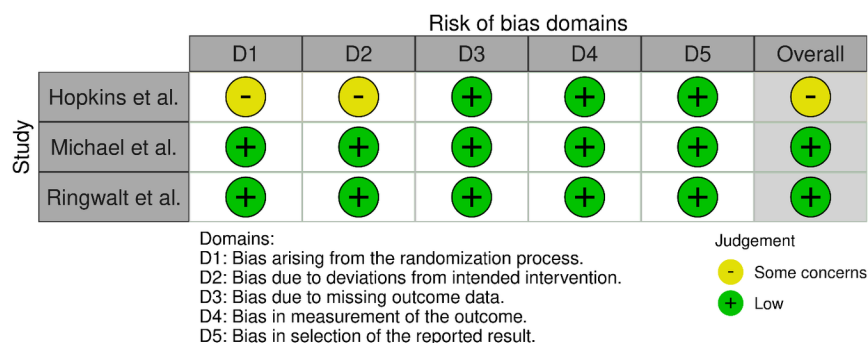 Risk of bias domains
D1 D2 D3 D4 D5 Overall
Study
Hopkins et al. - - + + + -
Michael et al. + + + + + +
Ringwalt et al. + + + + + +
Domains:
D1: Bias arising from the randomization process.
D2: Bias due to deviations from intended intervention.
D3: Bias due to missing outcome data.
D4: Bias in measurement of the outcome.
D5: Bias in selection of the reported result.
Judgement
- Some concerns
+ Low